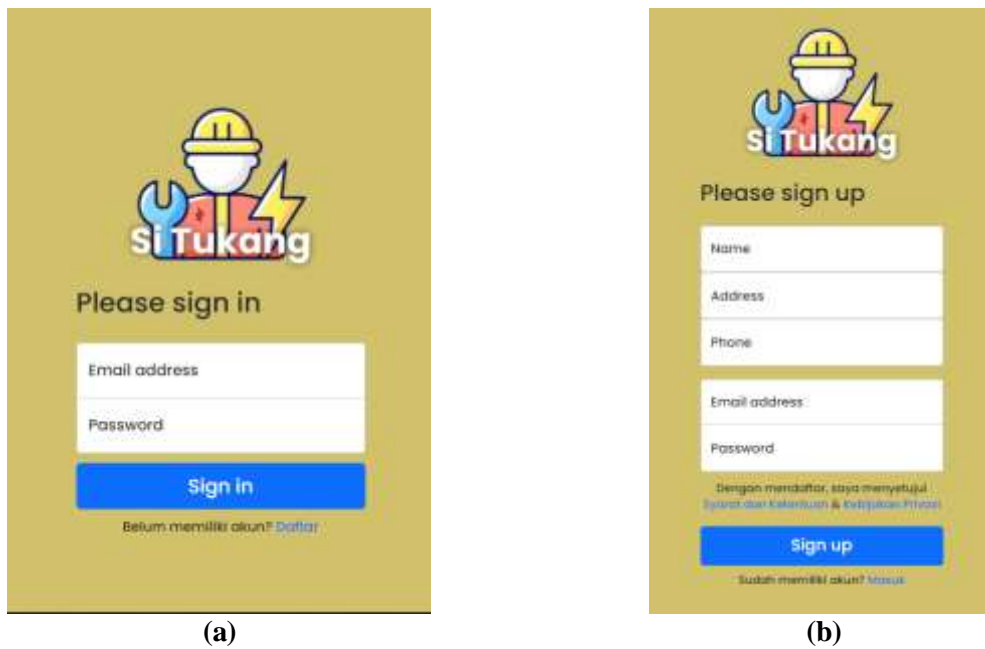 Si Tukang
Please sign in
Email address
Password
Sign in
Belum memiliki akun? Daftar
(a)
Si Tukang
Please sign up
Name
Address
Phone
Email address
Password
Dengan mendaftar, saya menyetujui
Syarat dan Ketentuan & Kebijakan Privasi
Sign up
Sudah memiliki akun? Masuk
(b)